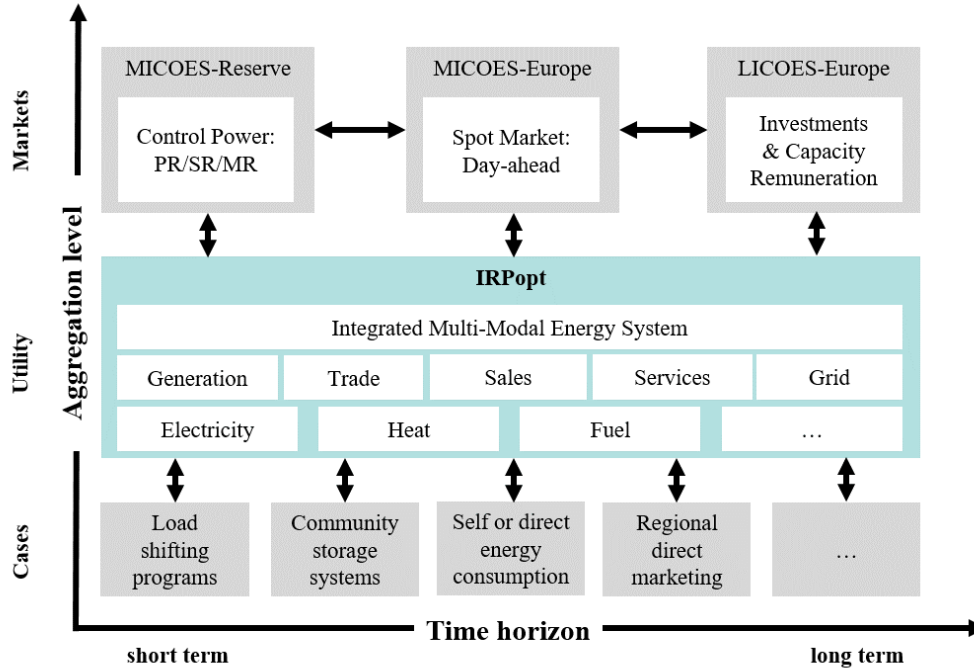 Markets
MICOES-Reserve
Control Power:
PR/SR/MR
MICOES-Europe
Spot Market:
Day-ahead
LICOES-Europe
Investments
& Capacity
Remuneration
Aggregation level
Utility
IRPopt
Integrated Multi-Modal Energy System
Generation
Trade
Sales
Services
Grid
Electricity
Heat
Fuel
…
Cases
Load
shifting
programs
Community
storage
systems
Self or direct
energy
consumption
Regional
direct
marketing
…
Time horizon
short term
long term